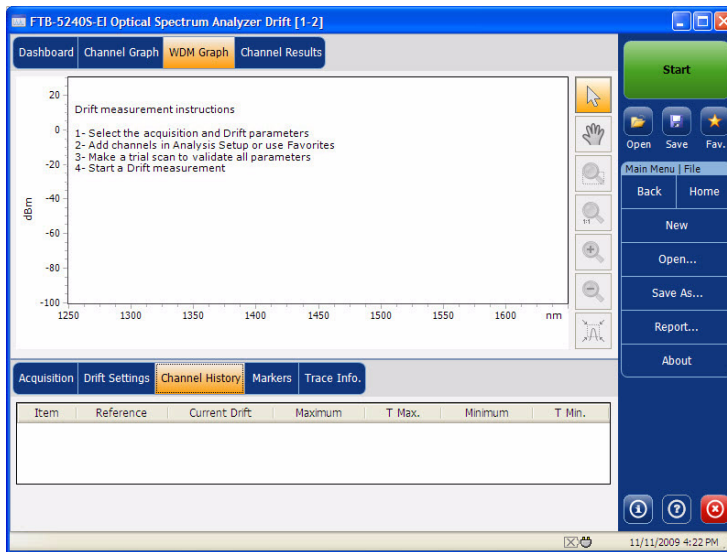 FTB-5240S-EI Optical Spectrum Analyzer Drift [1-2]
Dashboard Channel Graph WDM Graph Channel Results
20
0
-20
-40
-60
-80
-100
dBm
Drift measurement instructions
1- Select the acquisition and Drift parameters
2- Add channels in Analysis Setup or use Favorites
3- Make a trial scan to validate all parameters
4- Start a Drift measurement
1250 1300 1350 1400 1450 1500 1550 1600 nm
1:1
Acquisition Drift Settings Channel History Markers Trace Info.
Item Reference Current Drift Maximum T Max. Minimum T Min.
Start
Open Save Fav.
Main Menu | File
Back Home
New
Open...
Save As...
Report...
About
11/11/2009 4:22 PM